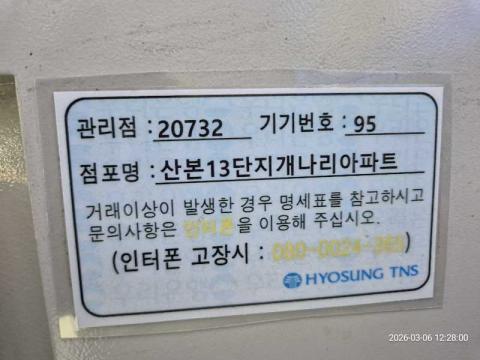 관리점 : 20732 기기번호 : 95
점포명 : 산본13단지개나리아파트
거래이상이 발생한 경우 명세표를 참고하시고
문의사항은 인터폰을 이용해 주십시오.
(인터폰 고장시 : 080-0024-365)
HYOSUNG TNS
2026-03-06 12:28:00